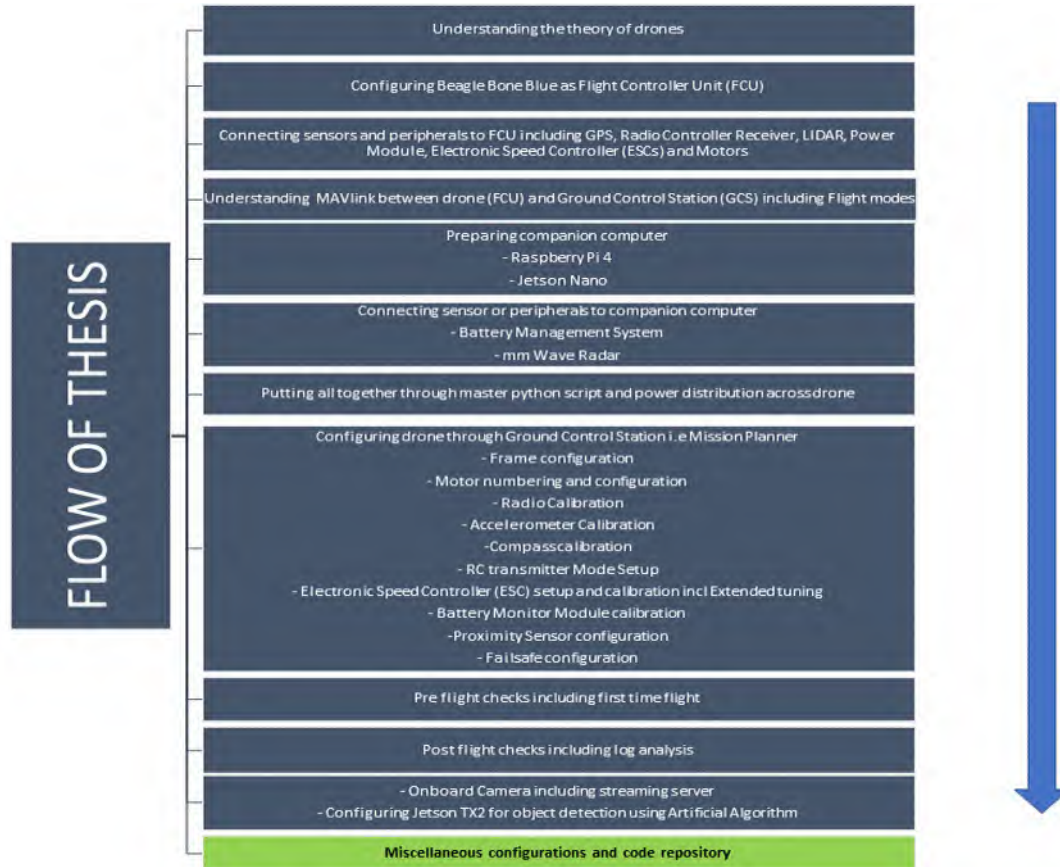 FLOW OF THESIS
Understanding the theory of drones
Configuring Beagle Bone Blue as Flight Controller Unit (FCU)
Connecting sensors and peripherals to FCU including GPS, Radio Controller Receiver, LIDAR, Power
Module, Electronic Speed Controller (ESCs) and Motors
Understanding MAVlink between drone (FCU) and Ground Control Station (GCS) including Flight modes
Preparing companion computer
- Raspberry Pi 4
- Jetson Nano
Connecting sensor or peripherals to companion computer
- Battery Management System
- mm Wave Radar
Putting all together through master python script and power distribution across drone
Configuring drone through Ground Control Station i.e Mission Planner
- Frame configuration
- Motor numbering and configuration
- Radio Calibration
- Accelerometer Calibration
-Compass calibration
- RC transmitter Mode Setup
- Electronic Speed Controller (ESC) setup and calibration incl Extended tuning
- Battery Monitor Module calibration
-Proximity Sensor configuration
- Failsafe configuration
Pre flight checks including first time flight
Post flight checks including log analysis
- Onboard Camera including streaming server
- Configuring Jetson TX2 for object detection using Artificial Algorithm
Miscellaneous configurations and code repository